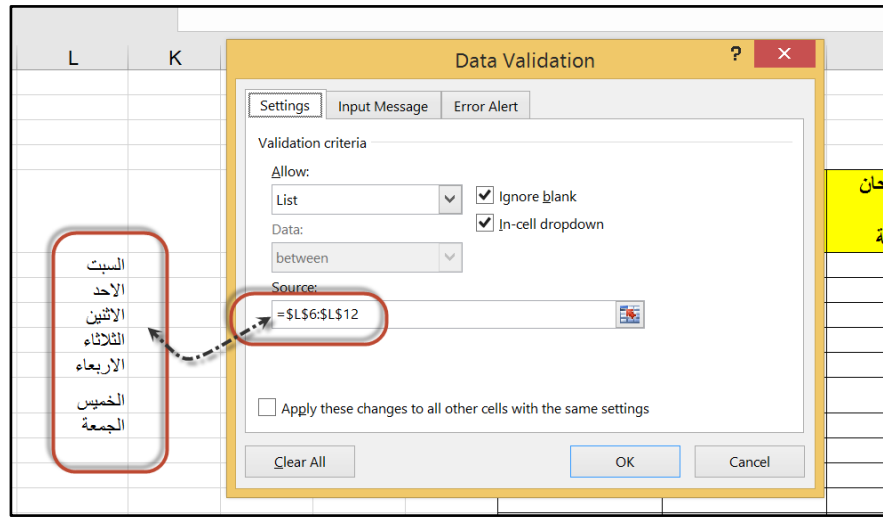 L
K
Data Validation
?
Settings
Input Message
Error Alert
Validation criteria
Allow:
List
Ignore blank
In-cell dropdown
Data:
between
Source:
=$L$6:$L$12
Apply these changes to all other cells with the same settings
Clear All
OK
Cancel
السبت
الاحد
الاثنين
الثلاثاء
الاربعاء
الخميس
الجمعة